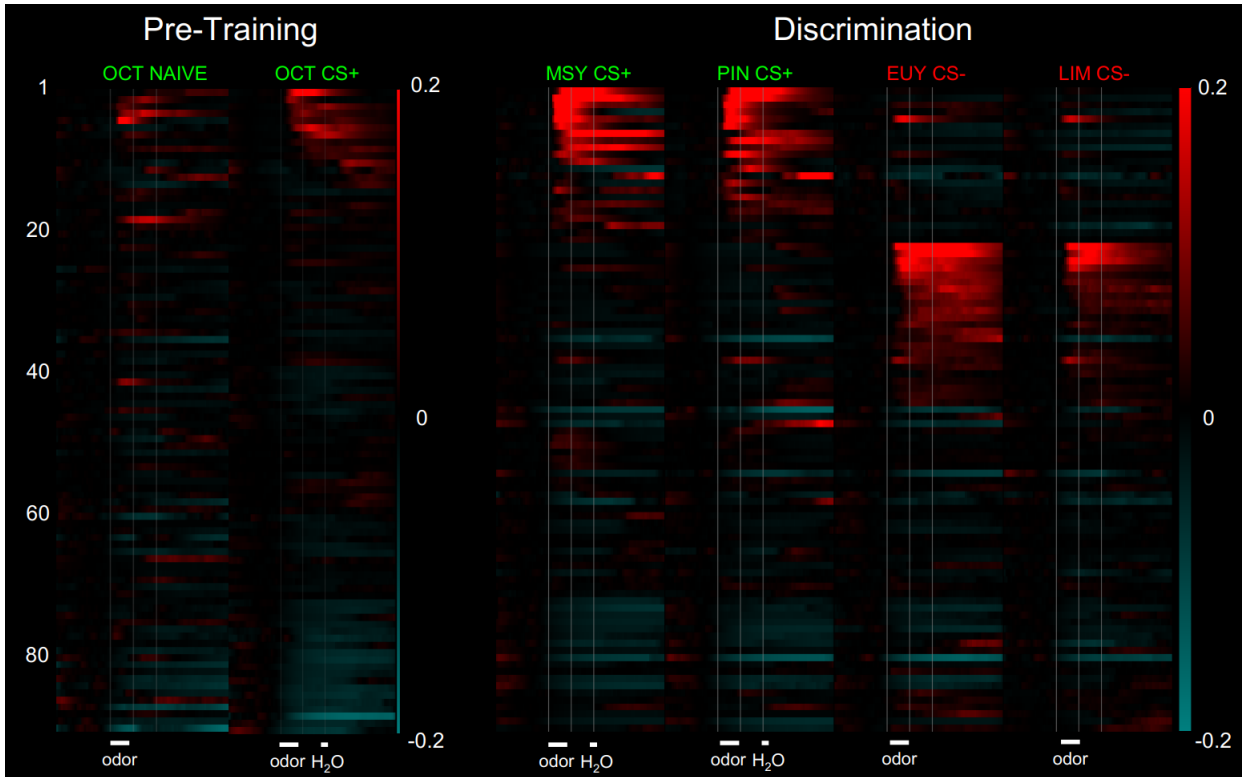 Pre-Training
Discrimination
OCT NAIVE
OCT CS+
MSY CS+
PIN CS+
EUY CS-
LIM CS-
1
20
40
60
80
0.2
0
-0.2
0.2
0
-0.2
odor
odor H₂O
odor H₂O
odor H₂O
odor
odor